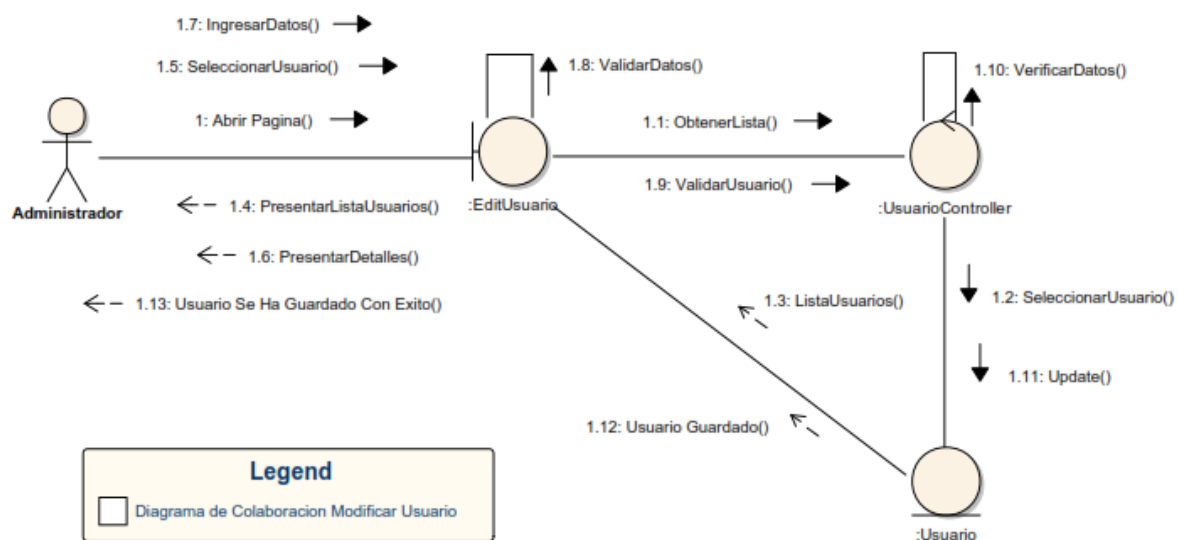 1.7: IngresarDatos()
1.5: SeleccionarUsuario()
1.8: ValidarDatos()
1.10: VerificarDatos()
1: Abrir Pagina()
1.1: ObtenerLista()
1.9: ValidarUsuario()
Administrador
1.4: PresentarListaUsuarios()
:EditUsuario
:UsuarioController
1.6: PresentarDetalles()
1.13: Usuario Se Ha Guardado Con Exito()
1.3: ListaUsuarios()
1.2: SeleccionarUsuario()
1.11: Update()
1.12: Usuario Guardado()
Legend
Diagrama de Colaboracion Modificar Usuario
:Usuario